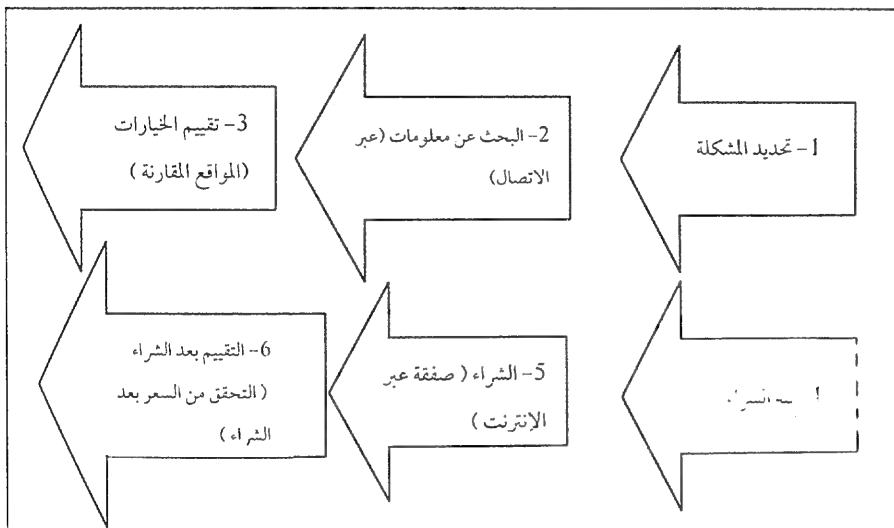 1- تحديد المشكلة
2- البحث عن معلومات (عبر
الاتصال)
3- تقييم الخيارات
(المواقع المقارنة )
5- الشراء ( صفقة عبر
الإنترنت )
6- التقييم بعد الشراء
( التحقق من السعر بعد
الشراء )